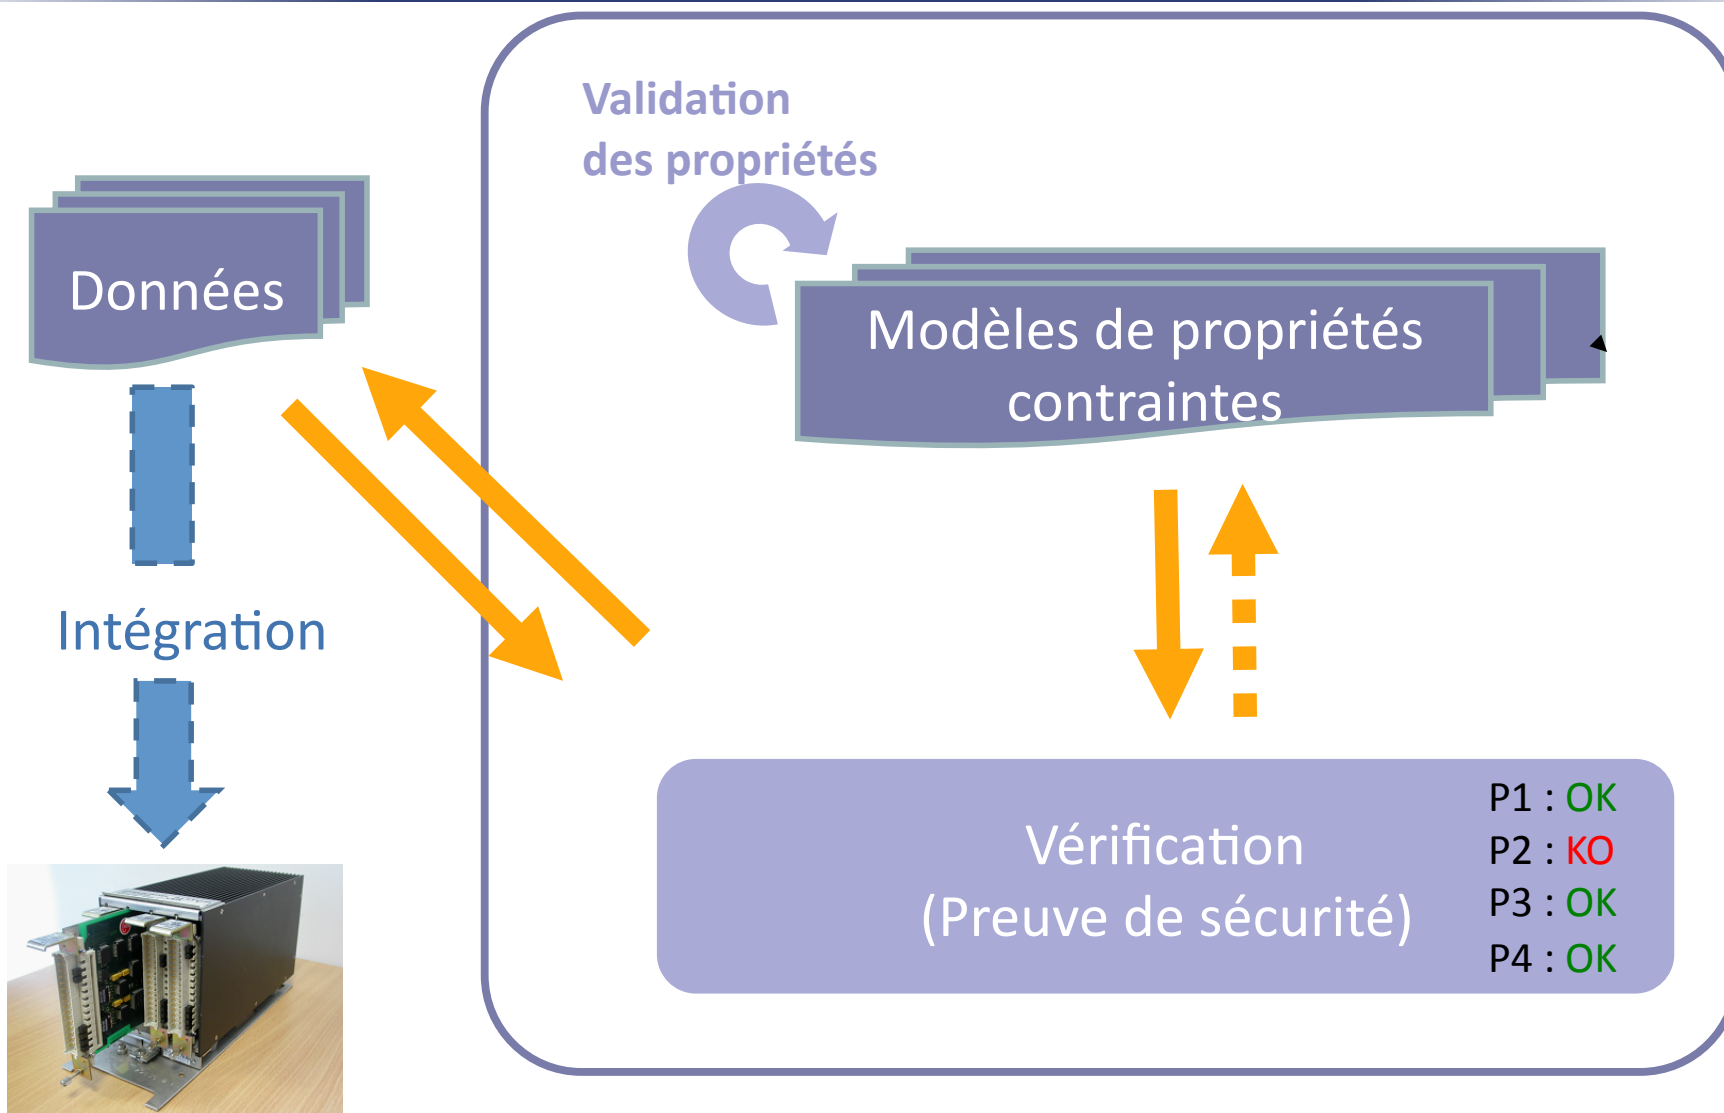 Validation
des propriétés
Données
Modèles de propriétés
contraintes
Intégration
Vérification
(Preuve de sécurité)
P1 : OK
P2 : KO
P3 : OK
P4 : OK